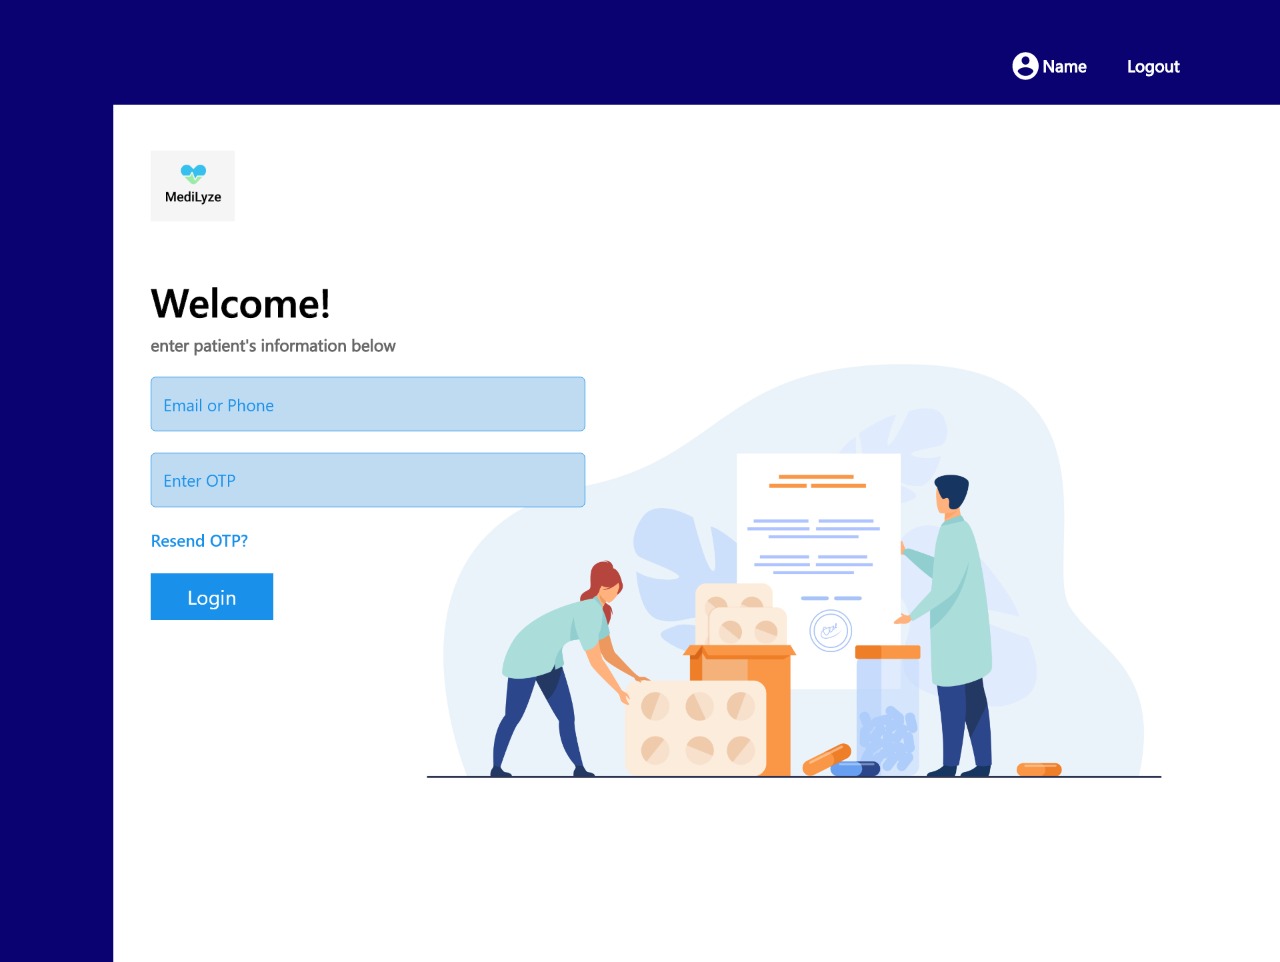 Name Logout
MediLyze
Welcome!
enter patient's information below
Email or Phone
Enter OTP
Resend OTP?
Login